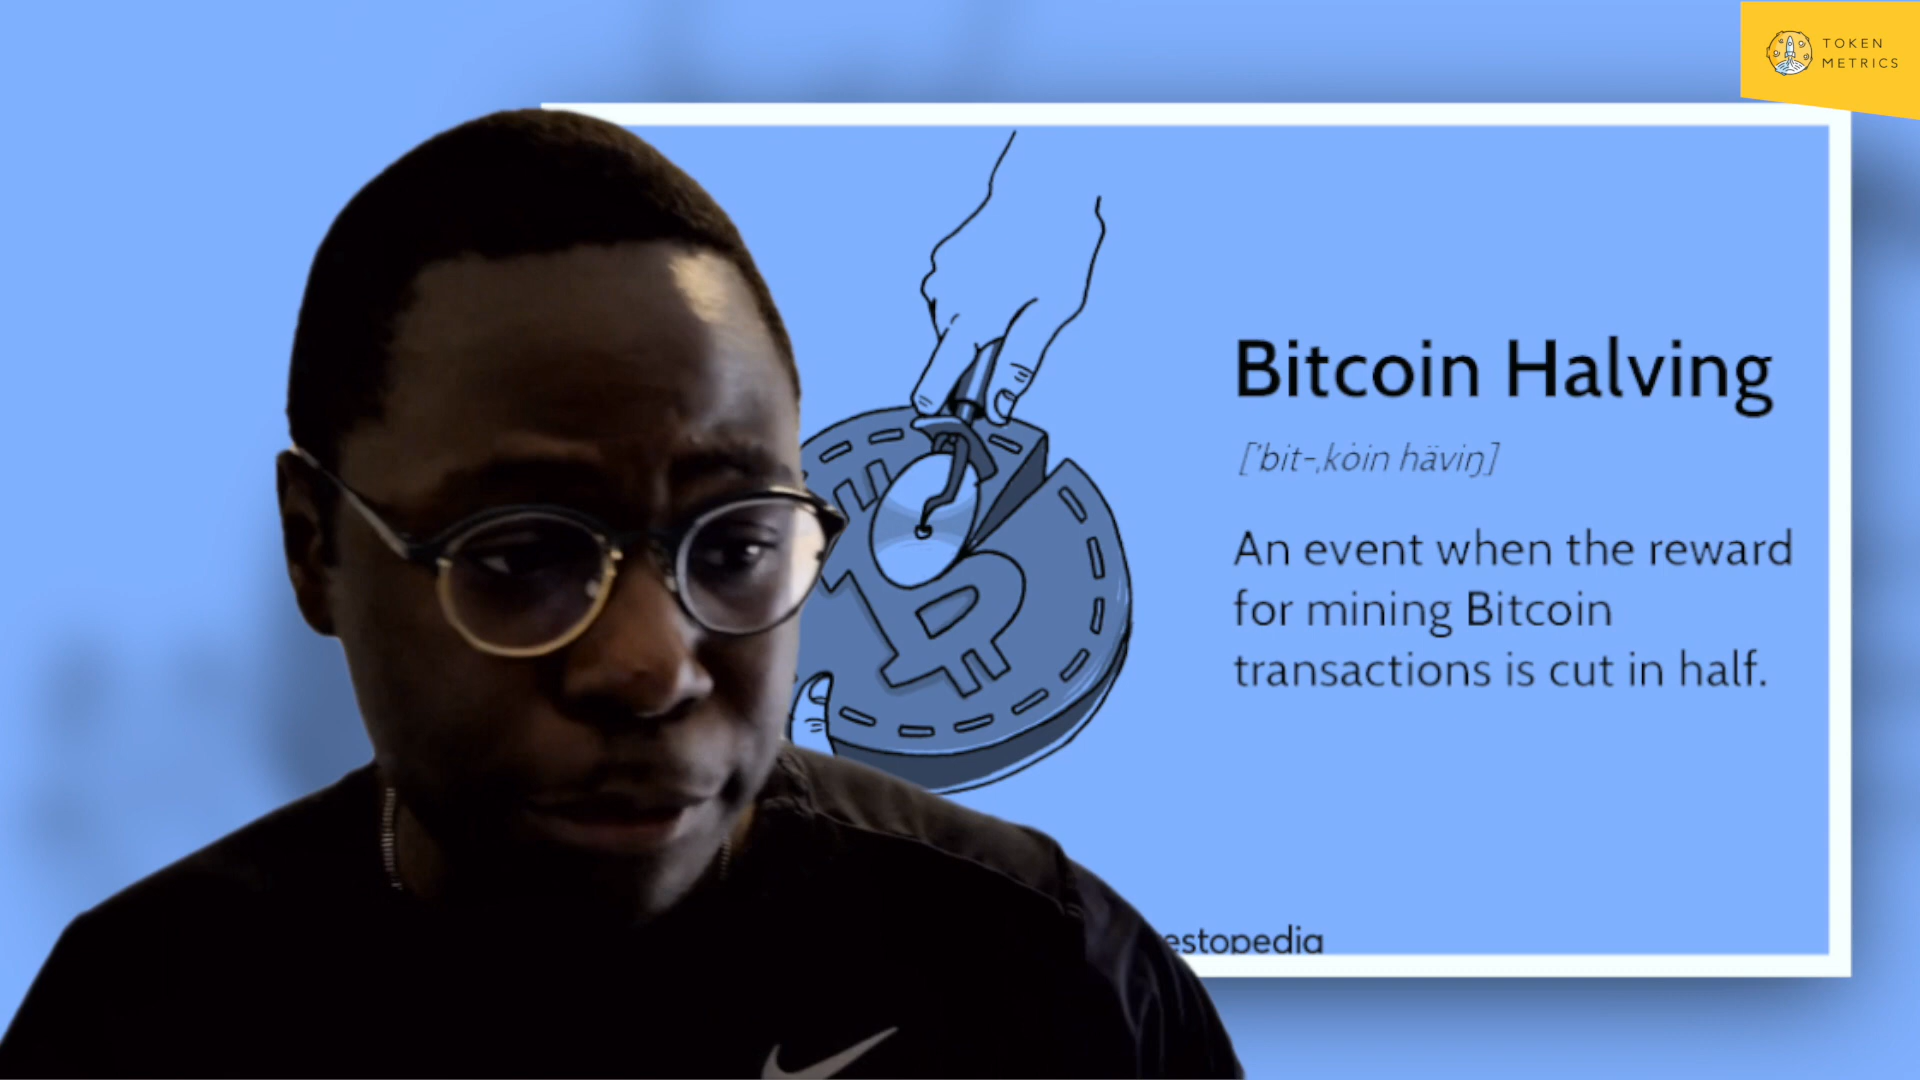 TOKEN
METRICS
Bitcoin Halving
['bit-,kȯin häviŋ]
An event when the reward
for mining Bitcoin
transactions is cut in half.
estopedia